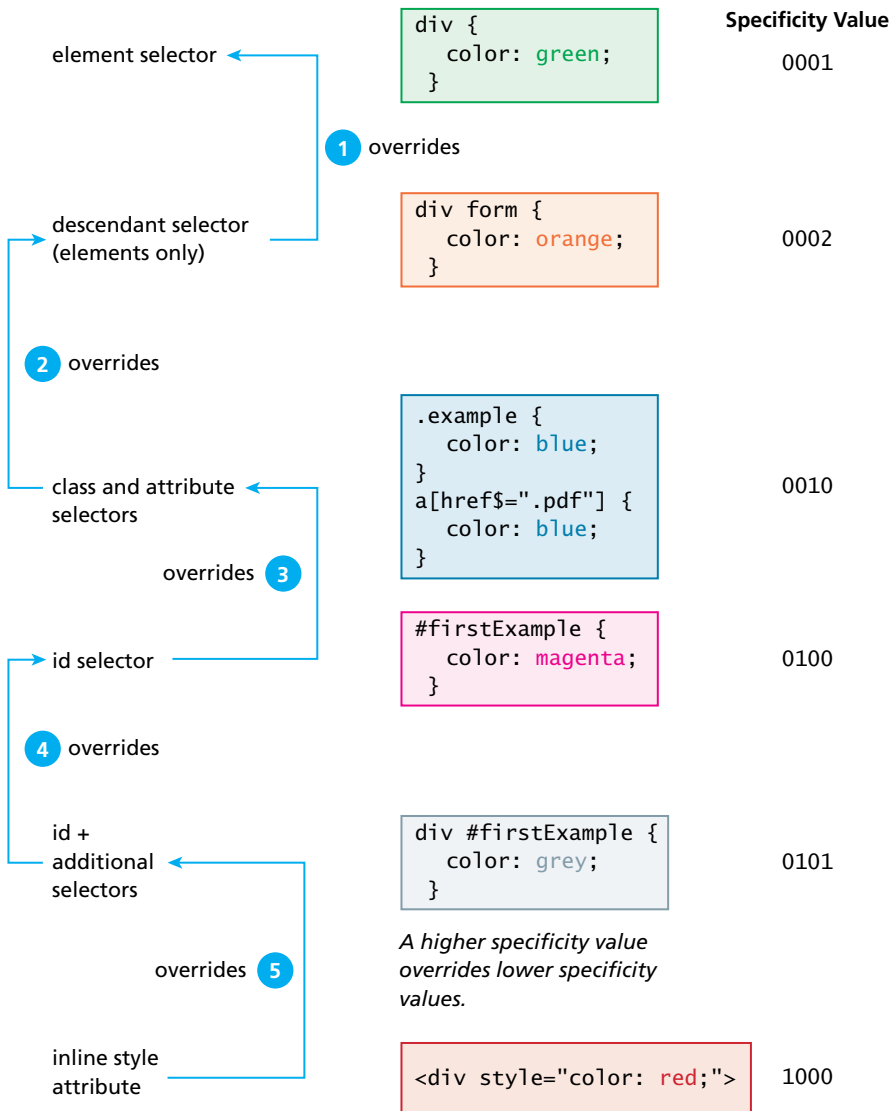 Specificity Value
element selector
div {
color: green;
}
0001
1 overrides
descendant selector
(elements only)
div form {
color: orange;
}
0002
2 overrides
class and attribute
selectors
.example {
color: blue;
}
a[href$=".pdf"] {
color: blue;
}
0010
overrides 3
id selector
#firstExample {
color: magenta;
}
0100
4 overrides
id +
additional
selectors
div #firstExample {
color: grey;
}
0101
A higher specificity value
overrides lower specificity
values.
overrides 5
inline style
attribute
<div style="color: red;">
1000